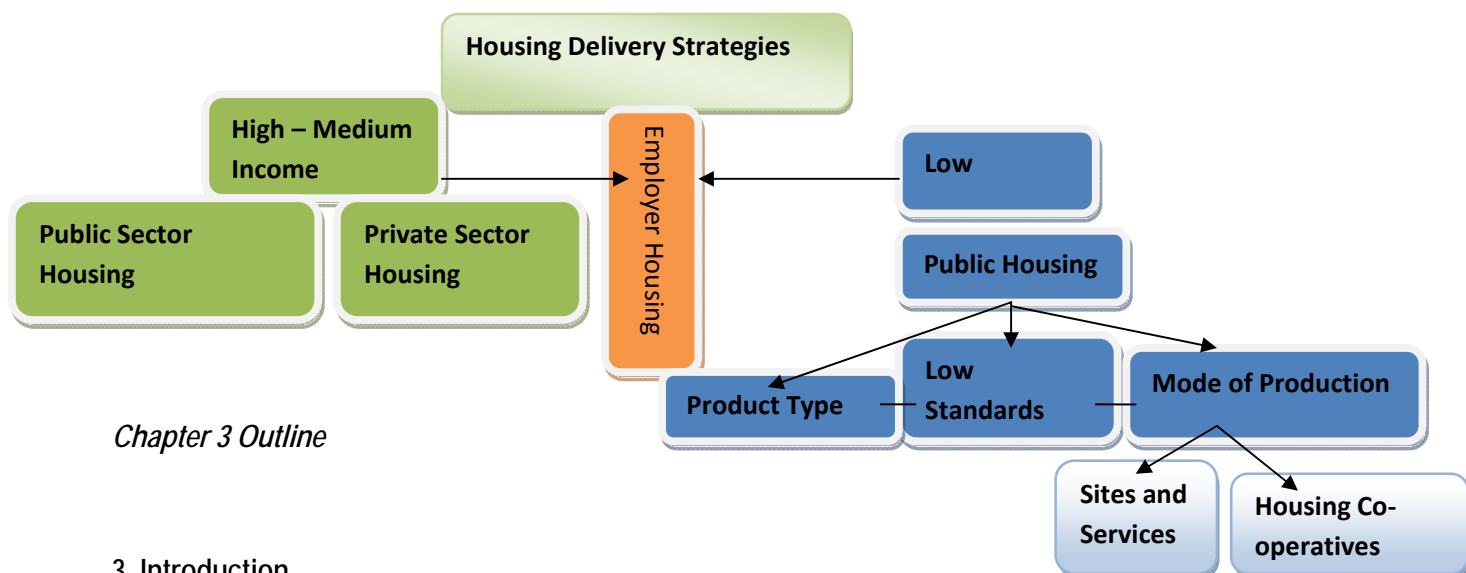 Housing Delivery Strategies
High – Medium
Income
Employer Housing
Low
Public Sector
Housing
Private Sector
Housing
Public Housing
Product Type
Low
Standards
Mode of Production
Chapter 3 Outline
Sites and
Services
Housing Co-
operatives
3. Introduction